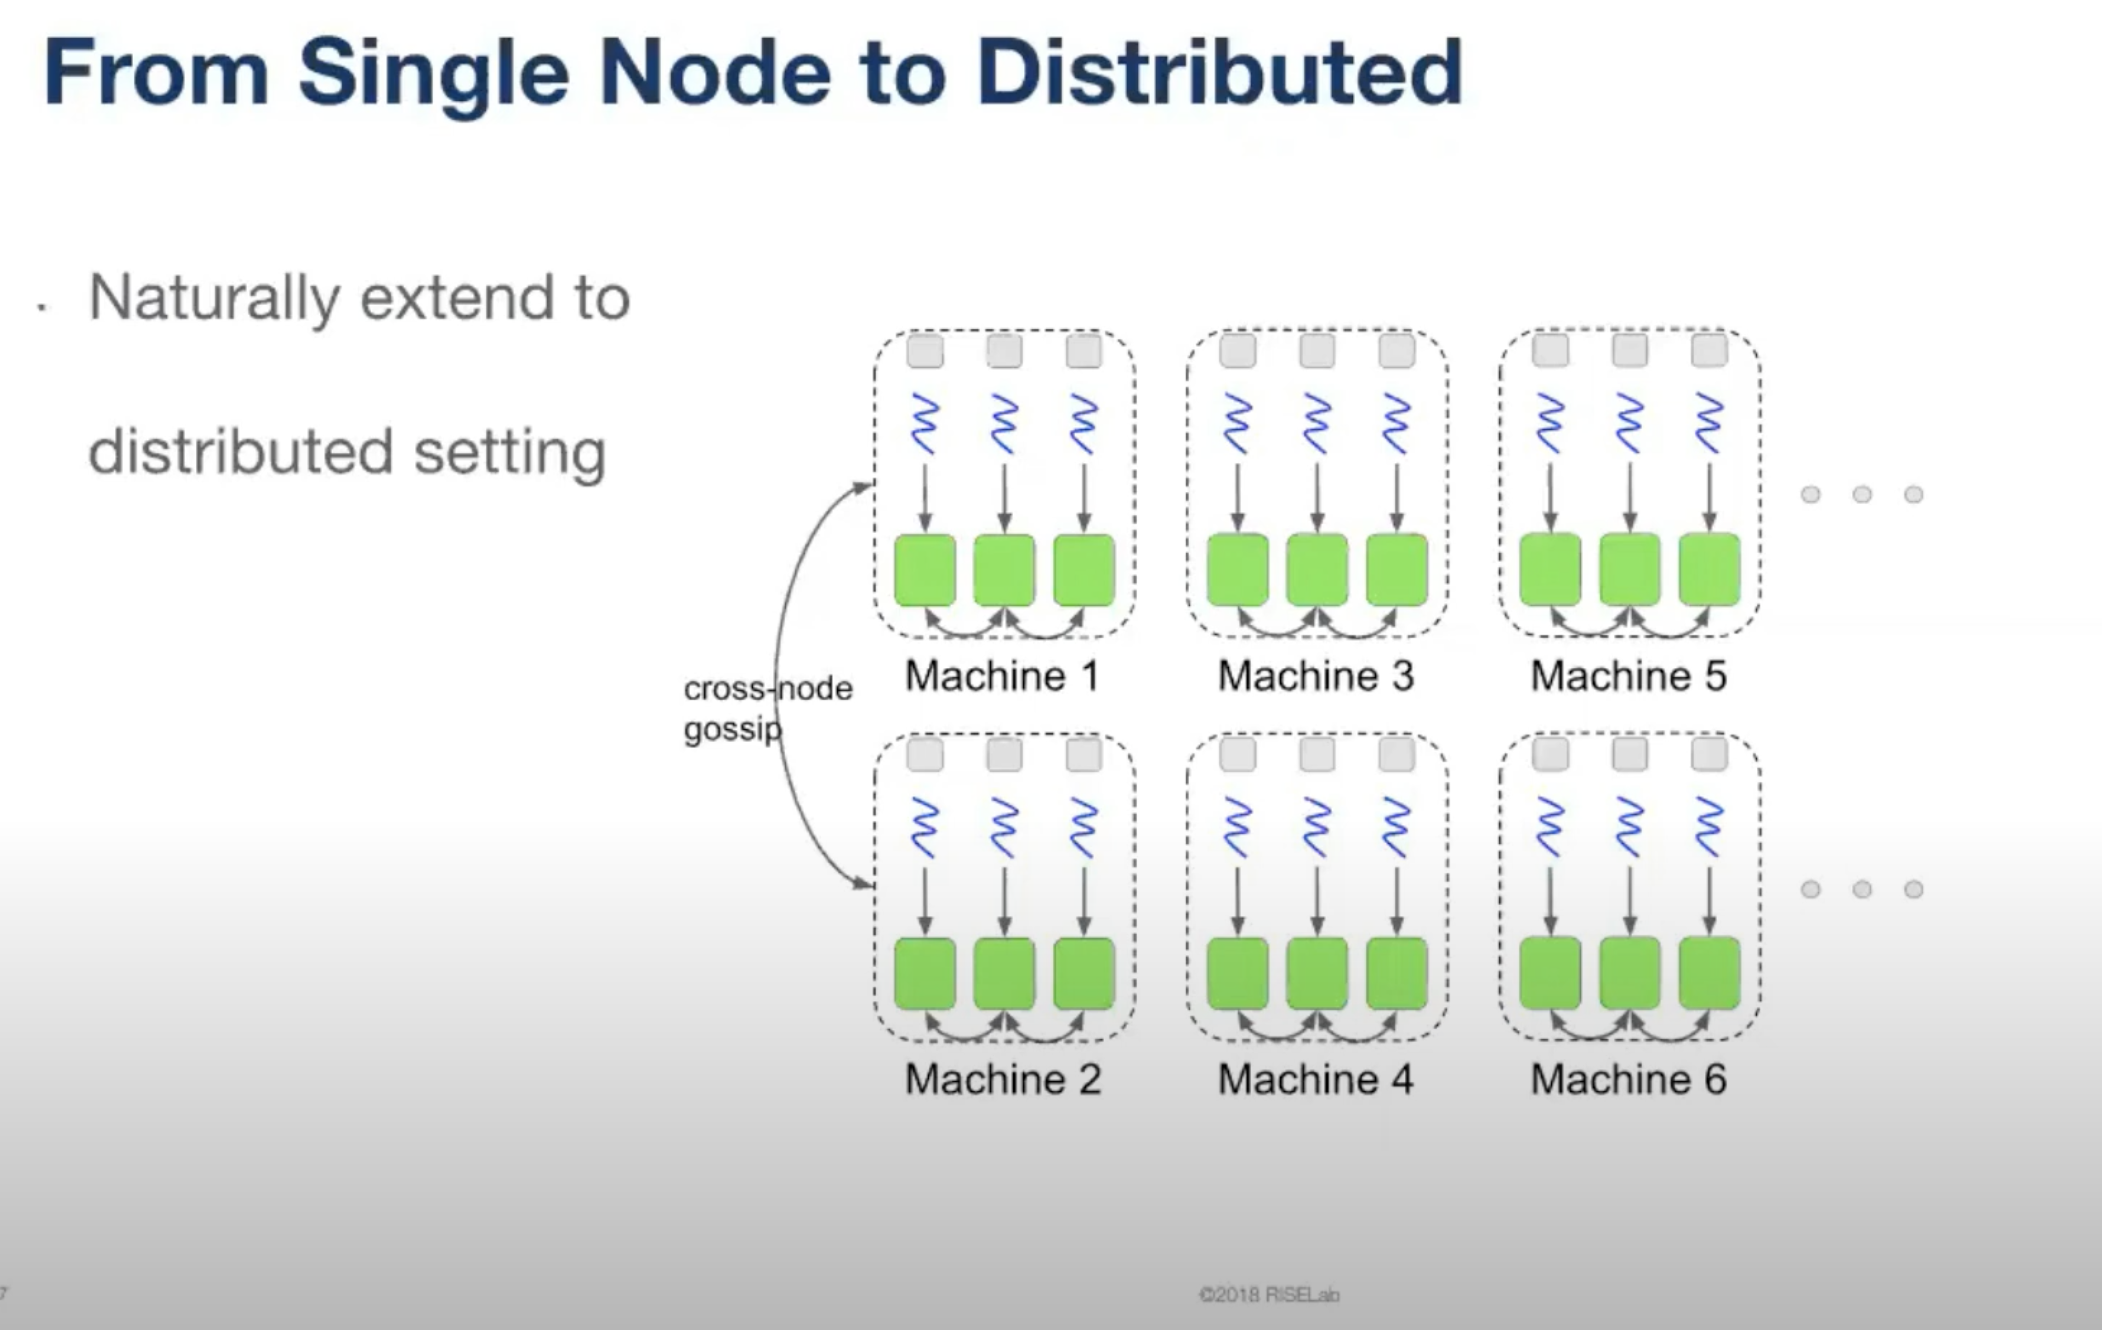 From Single Node to Distributed
· Naturally extend to
distributed setting
cross-node
gossip
Machine 1
Machine 3
Machine 5
Machine 2
Machine 4
Machine 6
7
©2018 RISELab